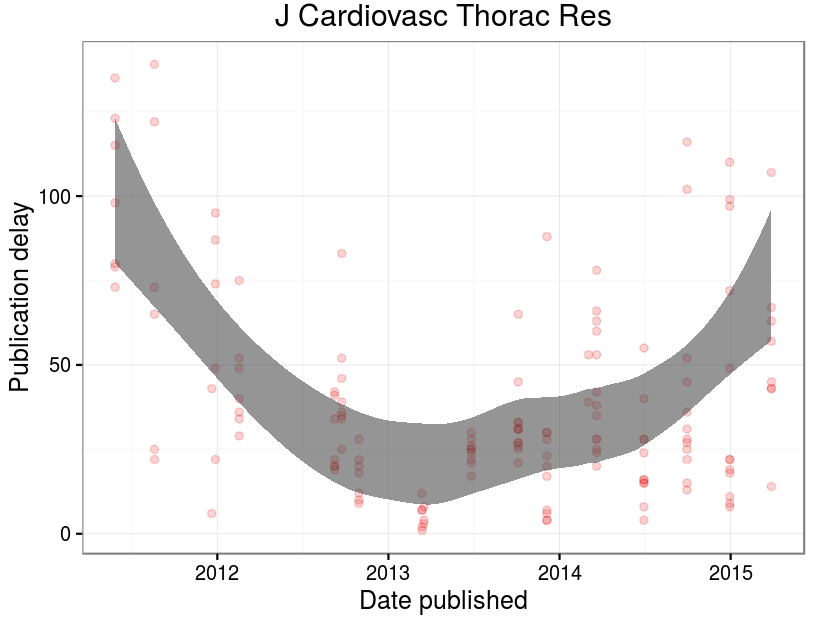 J Cardiovasc Thorac Res
Publication delay
100
50
0
2012 2013 2014 2015
Date published